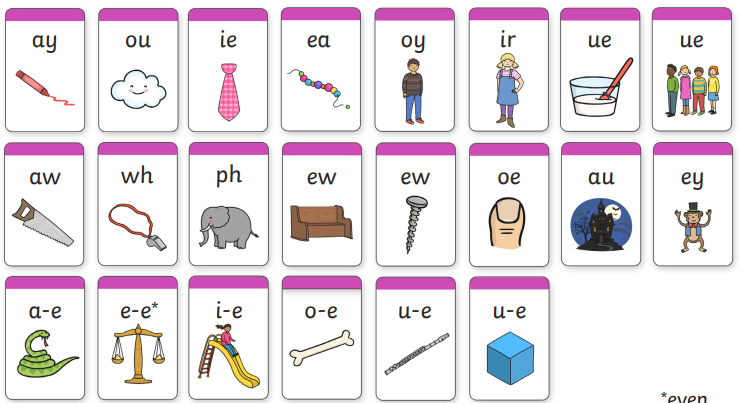 ay ou ie ea oy ir ue ue
aw wh ph ew ew oe au ey
a-e e-e* i-e o-e u-e u-e
*even